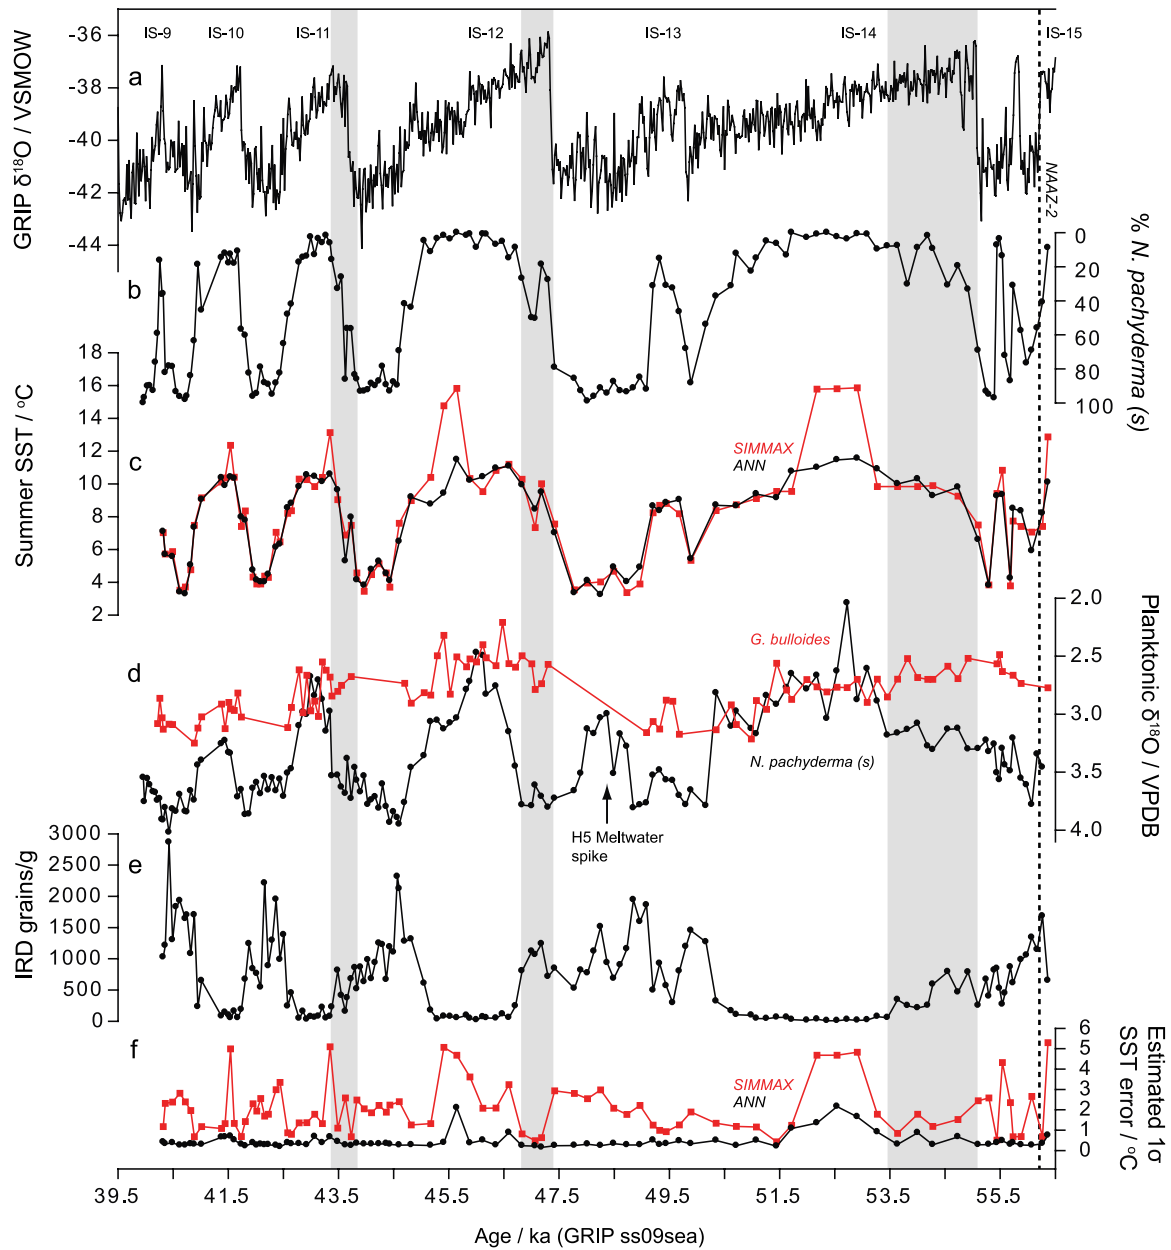 IS-9
IS-10
IS-11
IS-12
IS-13
IS-14
IS-15
GRIP δ¹⁸O / VSMOW
-36
-38
-40
-42
-44
a
NAAZ-2
% N. pachyderma (s)
0
20
40
60
80
100
b
Summer SST / °C
18
16
14
12
10
8
6
4
2
c
SIMMAX
ANN
Planktonic δ¹⁸O / VPDB
2.0
2.5
3.0
3.5
4.0
d
G. bulloides
N. pachyderma (s)
H5 Meltwater
spike
IRD grains/g
3000
2500
2000
1500
1000
500
0
e
Estimated 1σ
SST error / °C
6
5
4
3
2
1
0
f
SIMMAX
ANN
39.5
41.5
43.5
45.5
47.5
49.5
51.5
53.5
55.5
Age / ka (GRIP ss09sea)